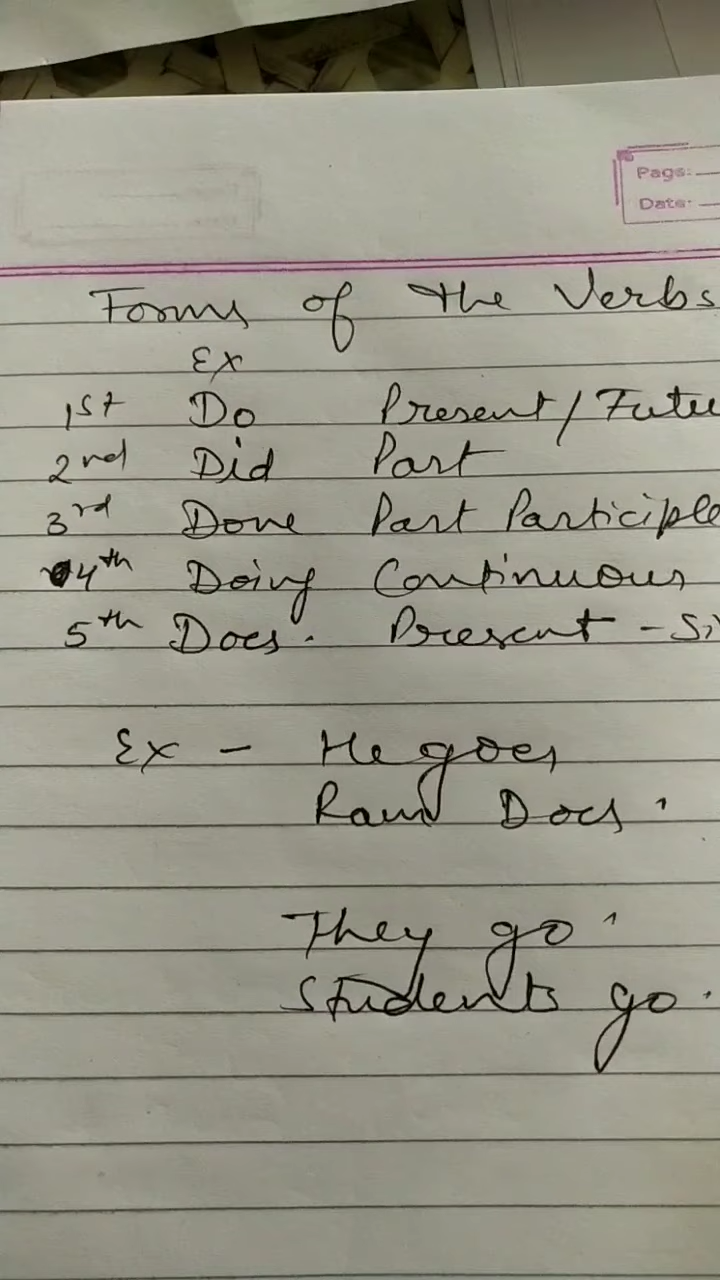 Page:
Date:
Forms of the Verbs
Ex
1st Do Present/Futu
2nd Did Past
3rd Done Past Participle
4th Doing Continuous
5th Does. Present - Si
Ex - He goes
Ram Does.
They go.
Students go.